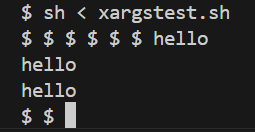 $ sh < xargstest.sh
$ $ $ $ $ $ hello
hello
hello
$ $